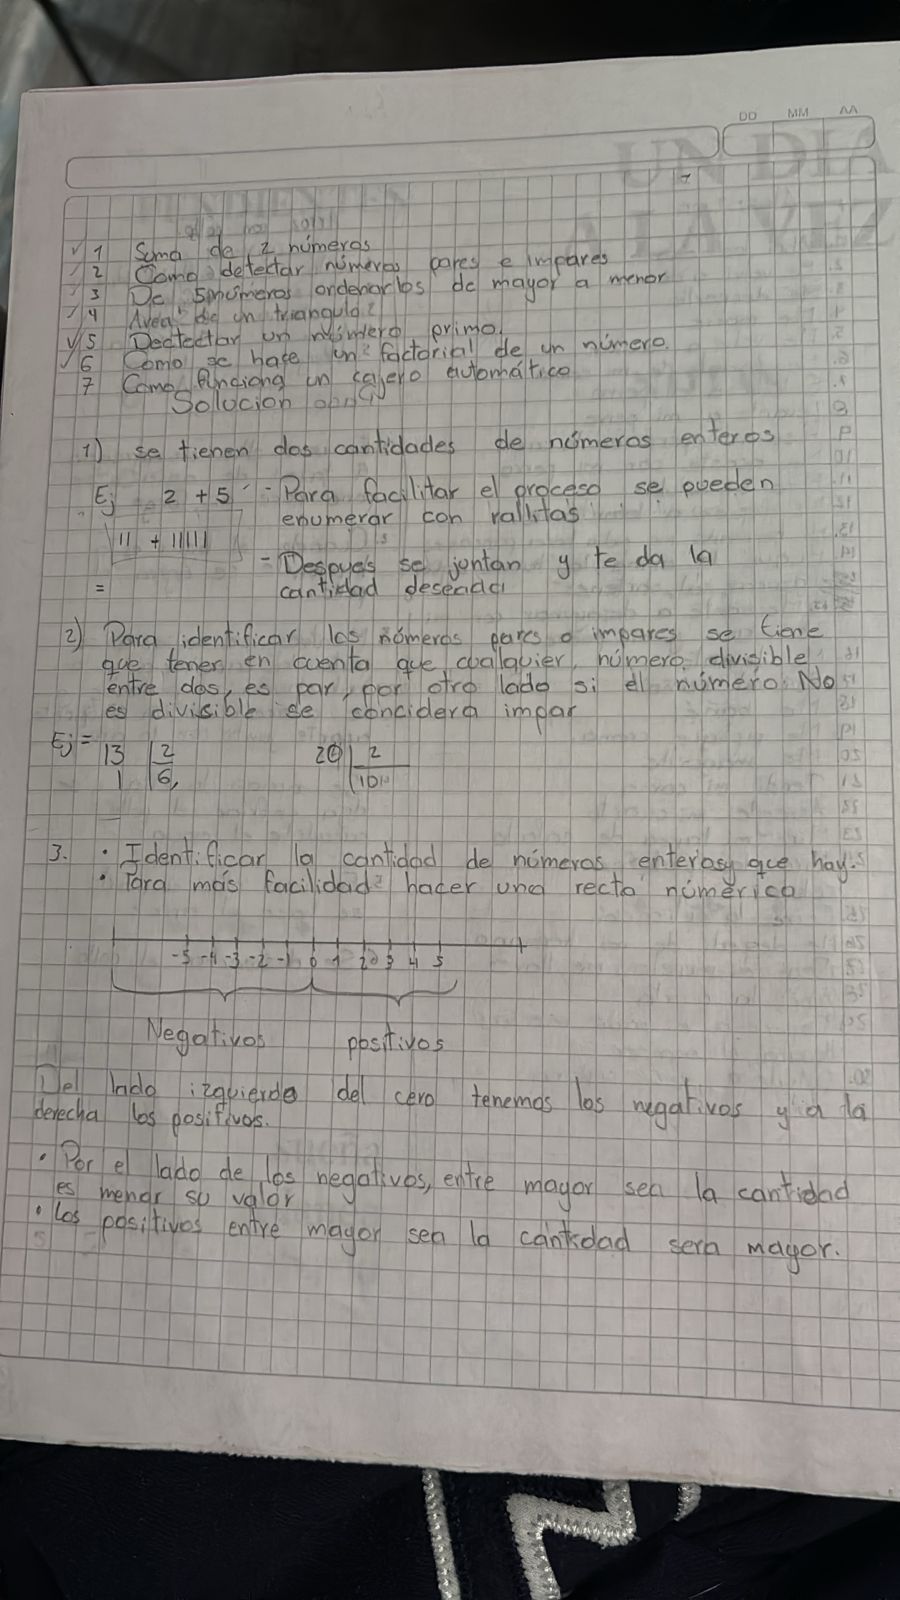 DD MM AA
1 Suma de 2 números
2 Como detectar números pares e impares
3 De 5 números ordenarlos de mayor a menor
4 Area de un triangulo
5 Dectectar un número primo
6 Como se hace un factorial de un número
7 Como funciona un cajero automático
Solucion
1) se tienen dos cantidades de números enteros
Ej 2 + 5 - Para facilitar el proceso se pueden
enumerar con rallitas
|| + |||||
- Despues se juntan y te da la
= cantidad deseada
2) Para identificar los números pares o impares se tiene
que tener en cuenta que cualquier número divisible
entre dos, es par, por otro lado si el número No
es divisible se concidera impar
Ej = 13 2 20 2
1 6 10
3. • Identificar la cantidad de números enteros que hay.
• Para más facilidad hacer una recta númerica
-5 -4 -3 -2 -1 0 1 2 3 4 5
Negativos positivos
Del lado izquierdo del cero tenemos los negativos y a la
derecha los positivos.
• Por el lado de los negativos, entre mayor sea la cantidad
es menor su valor
• Los positivos entre mayor sea la cantidad sera mayor.